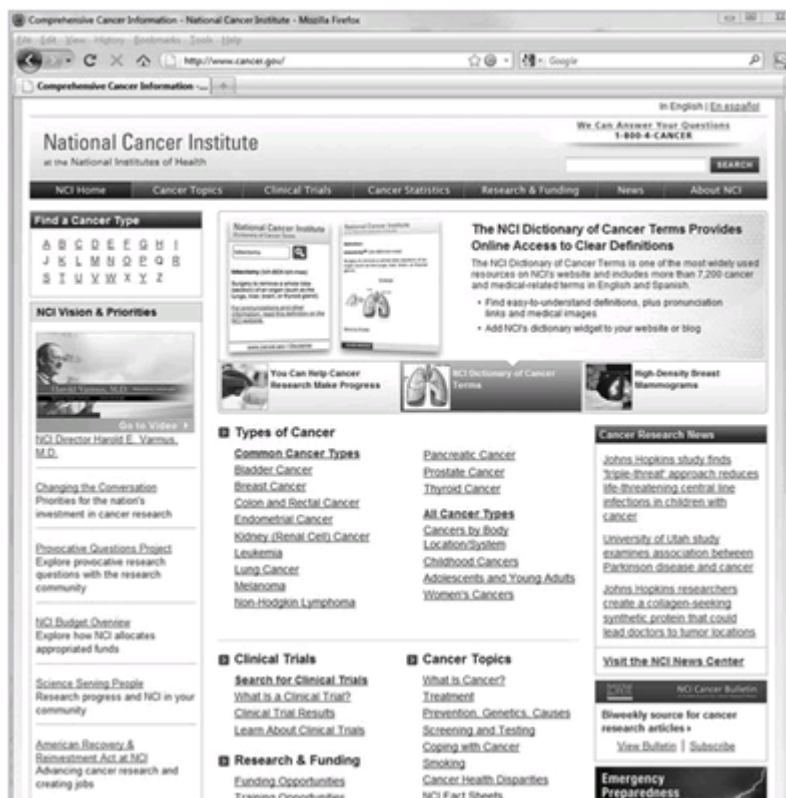 Comprehensive Cancer Information - National Cancer Institute - Mozilla Firefox
File Edit View History Bookmarks Tools Help
http://www.cancer.gov/
Google
Comprehensive Cancer Information -...
In English | En español
We Can Answer Your Questions
1-800-4-CANCER
National Cancer Institute
at the National Institutes of Health
SEARCH
NCI Home Cancer Topics Clinical Trials Cancer Statistics Research & Funding News About NCI
Find a Cancer Type
A B C D E F G H I
J K L M N O P Q R
S T U V W X Y Z
NCI Vision & Priorities
Harold Varmus, M.D.
Go to Video
NCI Director Harold E. Varmus,
M.D.
Changing the Conversation
Priorities for the nation's
investment in cancer research
Provocative Questions Project
Explore provocative research
questions with the research
community
NCI Budget Overview
Explore how NCI allocates
appropriated funds
Science Serving People
Research progress and NCI in your
community
American Recovery &
Reinvestment Act at NCI
Advancing cancer research and
creating jobs
National Cancer Institute
Dictionary of Cancer Terms
National Cancer Institute
The NCI Dictionary of Cancer Terms Provides
Online Access to Clear Definitions
The NCI Dictionary of Cancer Terms is one of the most widely used
resources on NCI's website and includes more than 7,200 cancer
and medical-related terms in English and Spanish.
• Find easy-to-understand definitions, plus pronunciation
links and medical images
• Add NCI's dictionary widget to your website or blog
You Can Help Cancer
Research Make Progress
NCI Dictionary of Cancer
Terms
High-Density Breast
Mammograms
Types of Cancer
Common Cancer Types
Bladder Cancer
Breast Cancer
Colon and Rectal Cancer
Endometrial Cancer
Kidney (Renal Cell) Cancer
Leukemia
Lung Cancer
Melanoma
Non-Hodgkin Lymphoma
Pancreatic Cancer
Prostate Cancer
Thyroid Cancer
All Cancer Types
Cancers by Body
Location/System
Childhood Cancers
Adolescents and Young Adults
Women's Cancers
Clinical Trials
Search for Clinical Trials
What Is a Clinical Trial?
Clinical Trial Results
Learn About Clinical Trials
Research & Funding
Funding Opportunities
Training Opportunities
Cancer Topics
What Is Cancer?
Treatment
Prevention, Genetics, Causes
Screening and Testing
Coping with Cancer
Smoking
Cancer Health Disparities
NCI Fact Sheets
Cancer Research News
Johns Hopkins study finds
'triple-threat' approach reduces
life-threatening central line
infections in children with
cancer
University of Utah study
examines association between
Parkinson disease and cancer
Johns Hopkins researchers
create a collagen-seeking
synthetic protein that could
lead doctors to tumor locations
Visit the NCI News Center
NCI Cancer Bulletin
Biweekly source for cancer
research articles
View Bulletin | Subscribe
Emergency
Preparedness